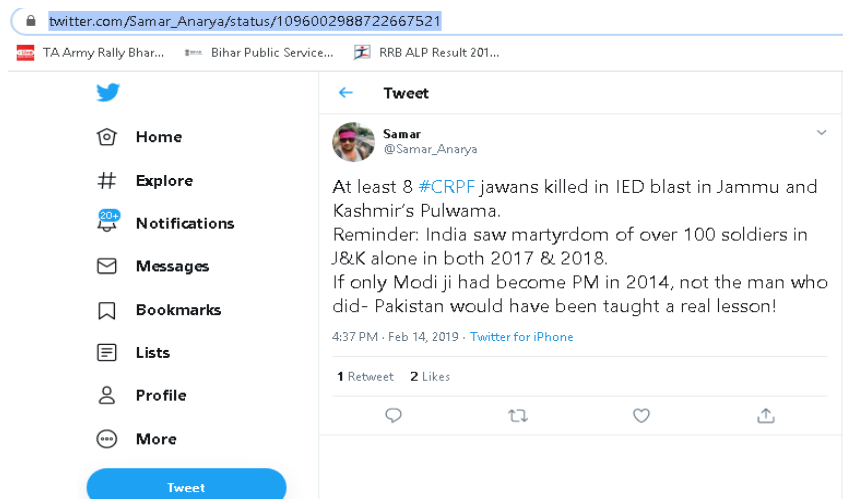 twitter.com/Samar_Anarya/status/1096002988722667521
TA Army Rally Bhar... Bihar Public Service... RRB ALP Result 201...
Home
Explore
20+
Notifications
Messages
Bookmarks
Lists
Profile
More
Tweet
Tweet
Samar
@Samar_Anarya
At least 8 #CRPF jawans killed in IED blast in Jammu and
Kashmir's Pulwama.
Reminder: India saw martyrdom of over 100 soldiers in
J&K alone in both 2017 & 2018.
If only Modi ji had become PM in 2014, not the man who
did- Pakistan would have been taught a real lesson!
4:37 PM · Feb 14, 2019 · Twitter for iPhone
1 Retweet 2 Likes